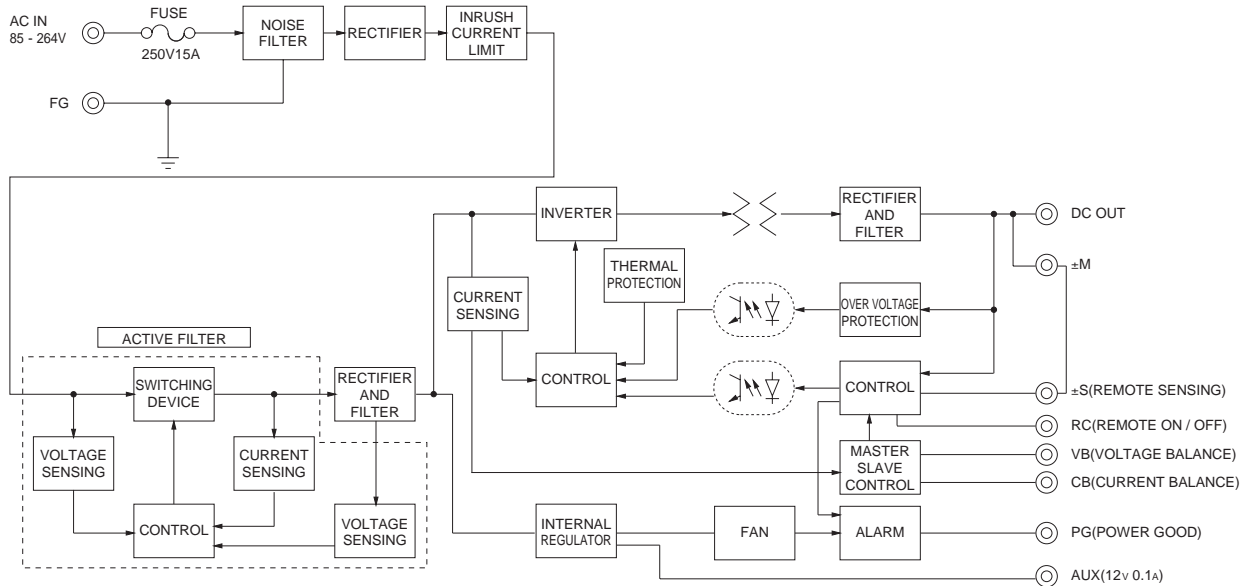 AC IN
85 - 264V
FUSE
250V15A
NOISE
FILTER
RECTIFIER
INRUSH
CURRENT
LIMIT
FG
INVERTER
RECTIFIER
AND
FILTER
DC OUT
±M
THERMAL
PROTECTION
CURRENT
SENSING
OVER VOLTAGE
PROTECTION
ACTIVE FILTER
SWITCHING
DEVICE
RECTIFIER
AND
FILTER
CONTROL
CONTROL
±S(REMOTE SENSING)
RC(REMOTE ON / OFF)
VOLTAGE
SENSING
CURRENT
SENSING
MASTER
SLAVE
CONTROL
VB(VOLTAGE BALANCE)
CB(CURRENT BALANCE)
CONTROL
VOLTAGE
SENSING
INTERNAL
REGULATOR
FAN
ALARM
PG(POWER GOOD)
AUX(12V 0.1A)